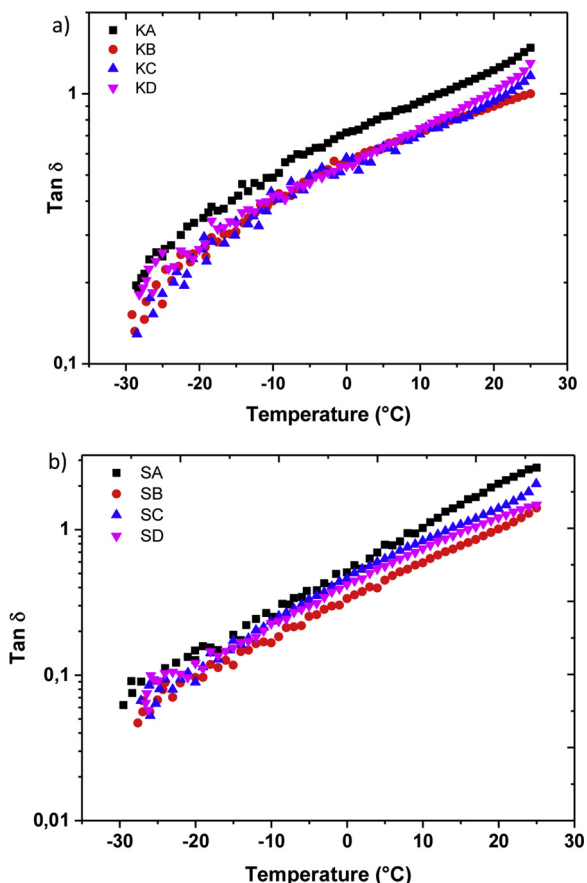 a)
KA
KB
KC
KD
1
Tan δ
0,1
-30 -20 -10 0 10 20 30
Temperature (°C)
b)
SA
SB
SC
SD
1
Tan δ
0,1
0,01
-30 -20 -10 0 10 20 30
Temperature (°C)